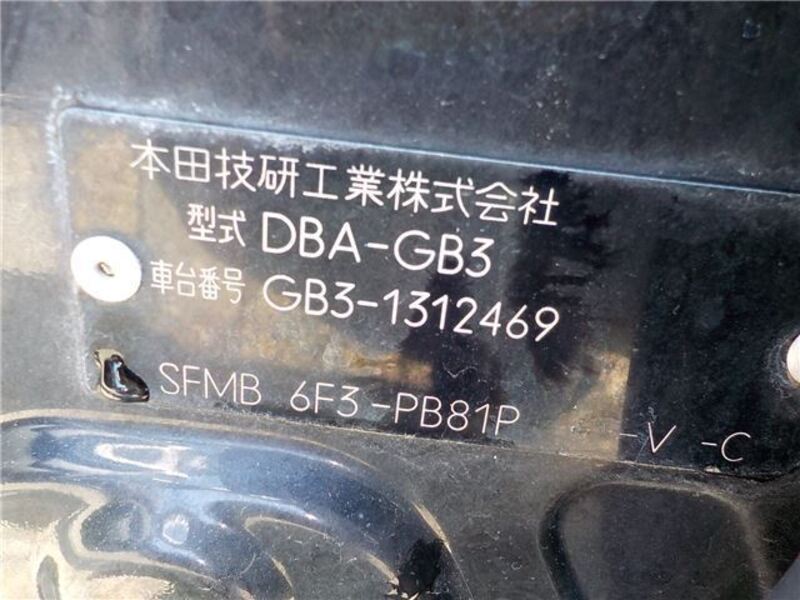 本田技研工業株式会社
型式 DBA-GB3
車台番号 GB3-1312469
SFMB 6F3-PB81P -V -C